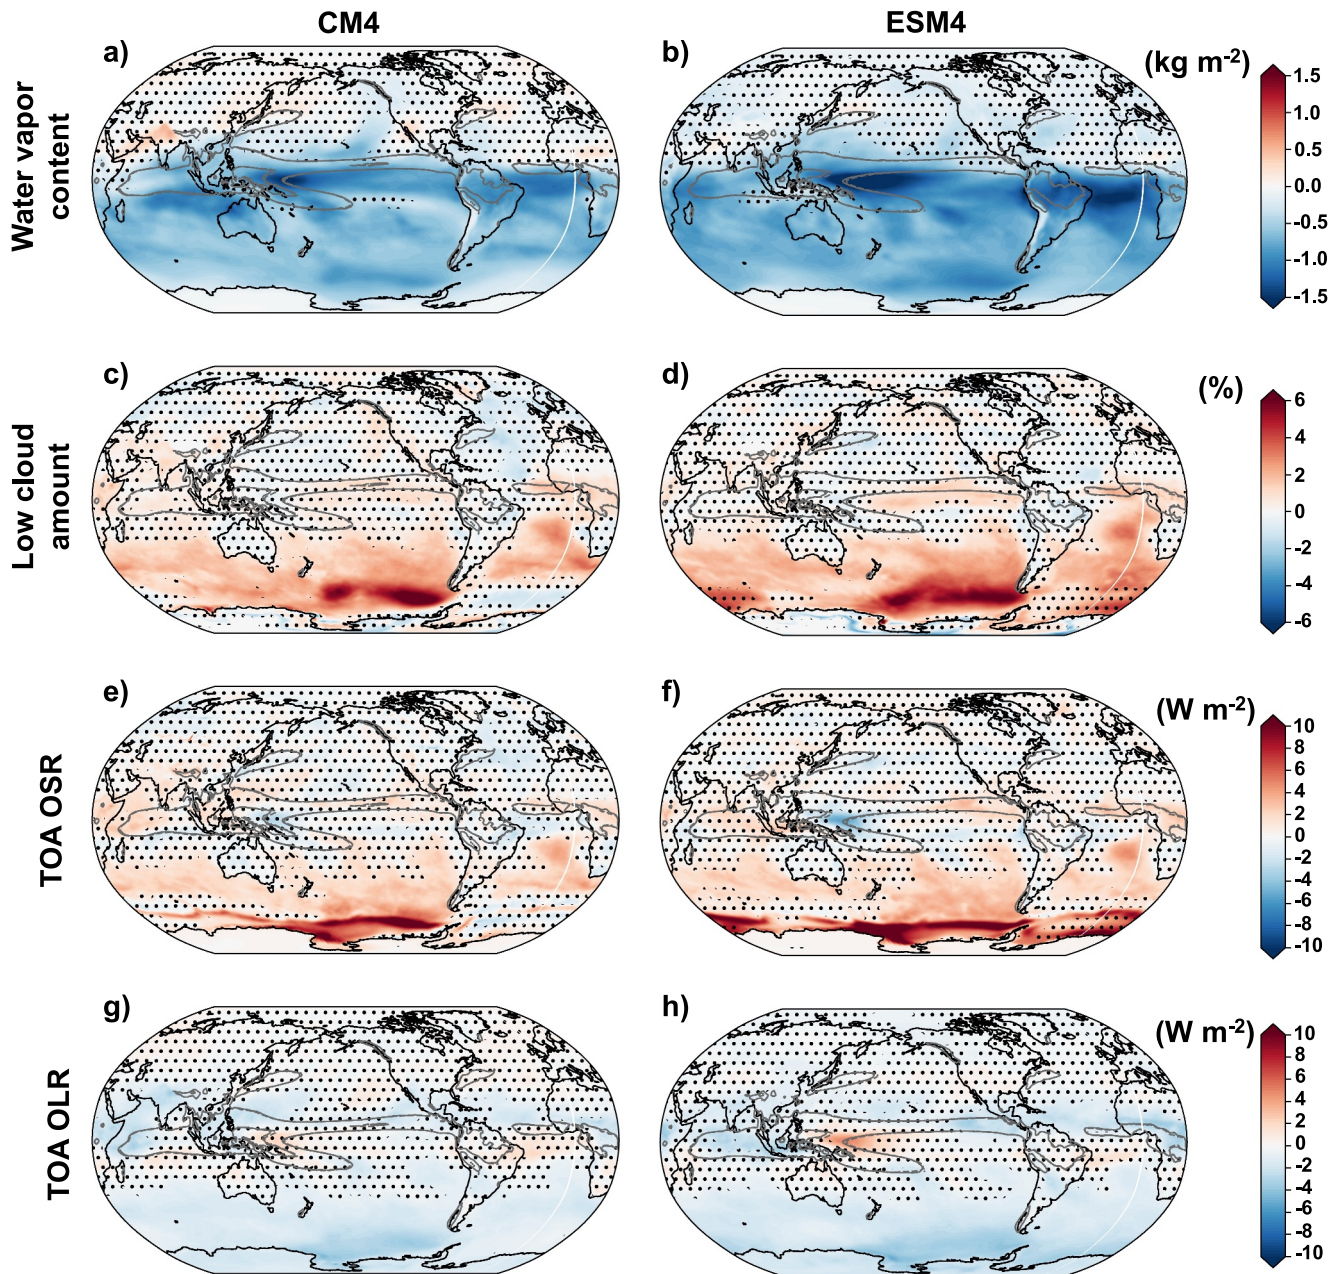 CM4
ESM4
Water vapor
content
a)
b)
(kg m-2)
1.5
1.0
0.5
0.0
-0.5
-1.0
-1.5
Low cloud
amount
c)
d)
(%)
6
4
2
0
-2
-4
-6
TOA OSR
e)
f)
(W m-2)
10
8
6
4
2
0
-2
-4
-6
-8
-10
TOA OLR
g)
h)
(W m-2)
10
8
6
4
2
0
-2
-4
-6
-8
-10